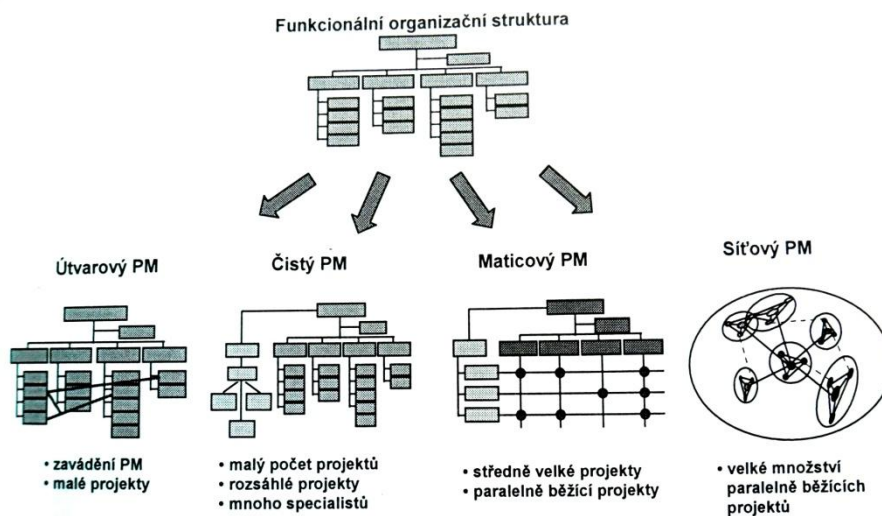 Funkcionální organizační struktura
Útvarový PM
• zavádění PM
• malé projekty
Čistý PM
• malý počet projektů
• rozsáhlé projekty
• mnoho specialistů
Maticový PM
• středně velké projekty
• paralelně běžící projekty
Síťový PM
• velké množství
paralelně běžících
projektů